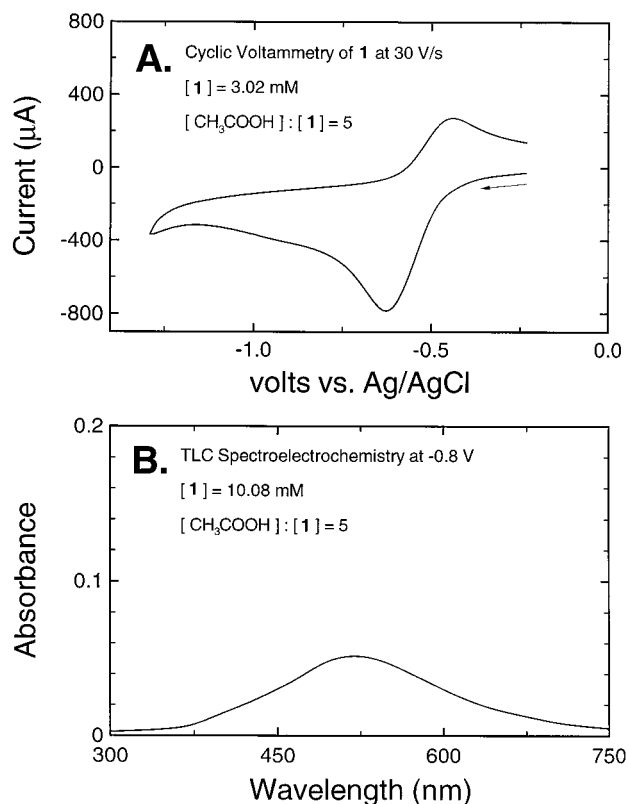 800
400
0
-400
-800
Current (µA)
A. Cyclic Voltammetry of 1 at 30 V/s
[1] = 3.02 mM
[CH₃COOH] : [1] = 5
-1.0 -0.5 0.0
volts vs. Ag/AgCl
0.2
0.1
0
Absorbance
B. TLC Spectroelectrochemistry at -0.8 V
[1] = 10.08 mM
[CH₃COOH] : [1] = 5
300 450 600 750
Wavelength (nm)